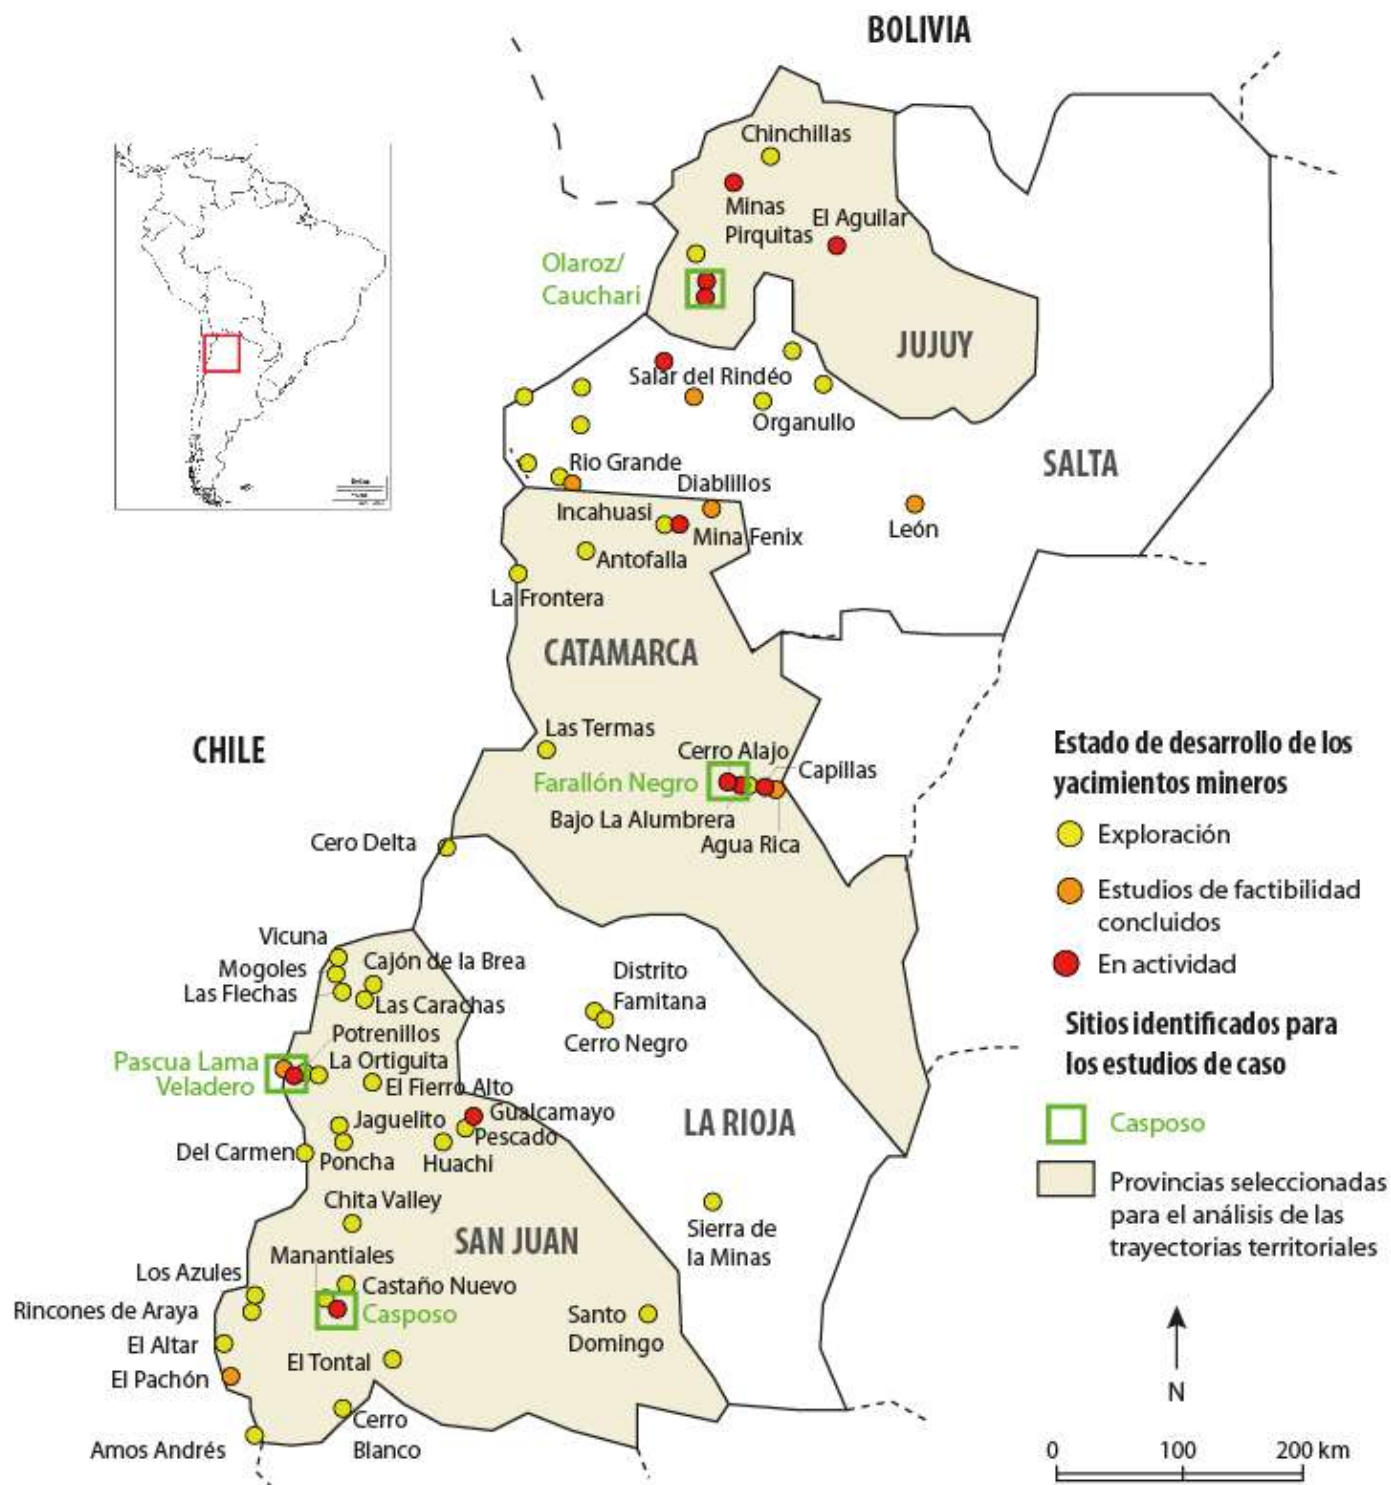 BOLIVIA
Chinchillas
Minas
Pirquitas
El Aguilar
Olaroz/
Cauchari
JUJUY
Salar del Rindéo
Organullo
SALTA
Rio Grande
Diablillos
Incahuasi
Mina Fenix
León
Antofalla
La Frontera
CATAMARCA
CHILE
Las Termas
Cerro Alajo
Capillas
Farallón Negro
Bajo La Alumbrera
Agua Rica
Cero Delta
Vicuna
Mogoles
Las Flechas
Cajón de la Brea
Las Carachas
Distrito
Famitana
Cerro Negro
Potrenillos
Pascua Lama
Veladero
La Ortiguita
El Fierro Alto
Jaguelito
Gualcamayo
Pescado
Del Carmen
Poncha
Huachi
LA RIOJA
Chita Valley
SAN JUAN
Sierra de
la Minas
Manantiales
Los Azules
Castaño Nuevo
Rincones de Araya
Casposo
Santo
Domingo
El Altar
El Tontal
El Pachón
Cerro
Blanco
Amos Andrés
Estado de desarrollo de los
yacimientos mineros
Exploración
Estudios de factibilidad
concluidos
En actividad
Sitios identificados para
los estudios de caso
Casposo
Provincias seleccionadas
para el análisis de las
trayectorias territoriales
N
0 100 200 km